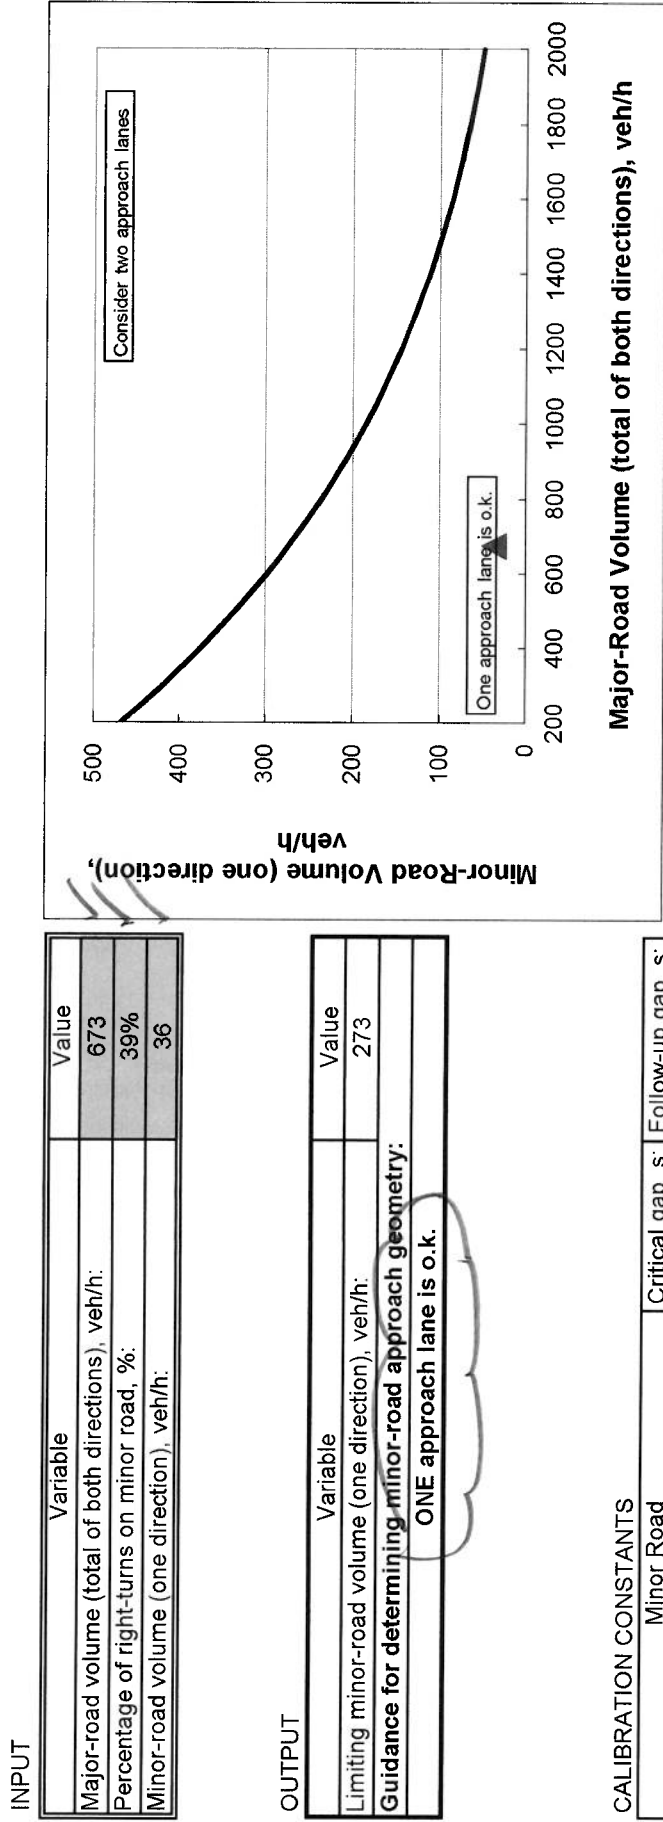 INPUT
Variable Value
Major-road volume (total of both directions), veh/h: 673
Percentage of right-turns on minor road, %: 39%
Minor-road volume (one direction), veh/h: 36
OUTPUT
Variable Value
Limiting minor-road volume (one direction), veh/h: 273
Guidance for determining minor-road approach geometry:
ONE approach lane is o.k.
CALIBRATION CONSTANTS
Minor Road Critical gap, s: Follow-up gap, s:
Minor-Road Volume (one direction),
veh/h
500
400
300
200
100
0
Consider two approach lanes
One approach lane is o.k.
200 400 600 800 1000 1200 1400 1600 1800 2000
Major-Road Volume (total of both directions), veh/h